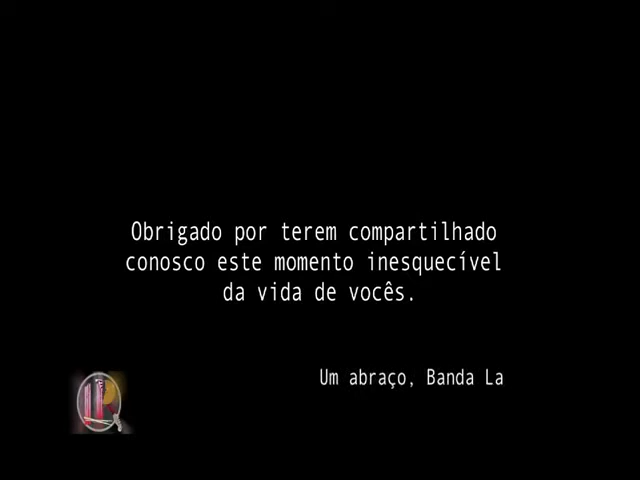 Obrigado por terem compartilhado
conosco este momento inesquecível
da vida de vocês.
Um abraço, Banda La